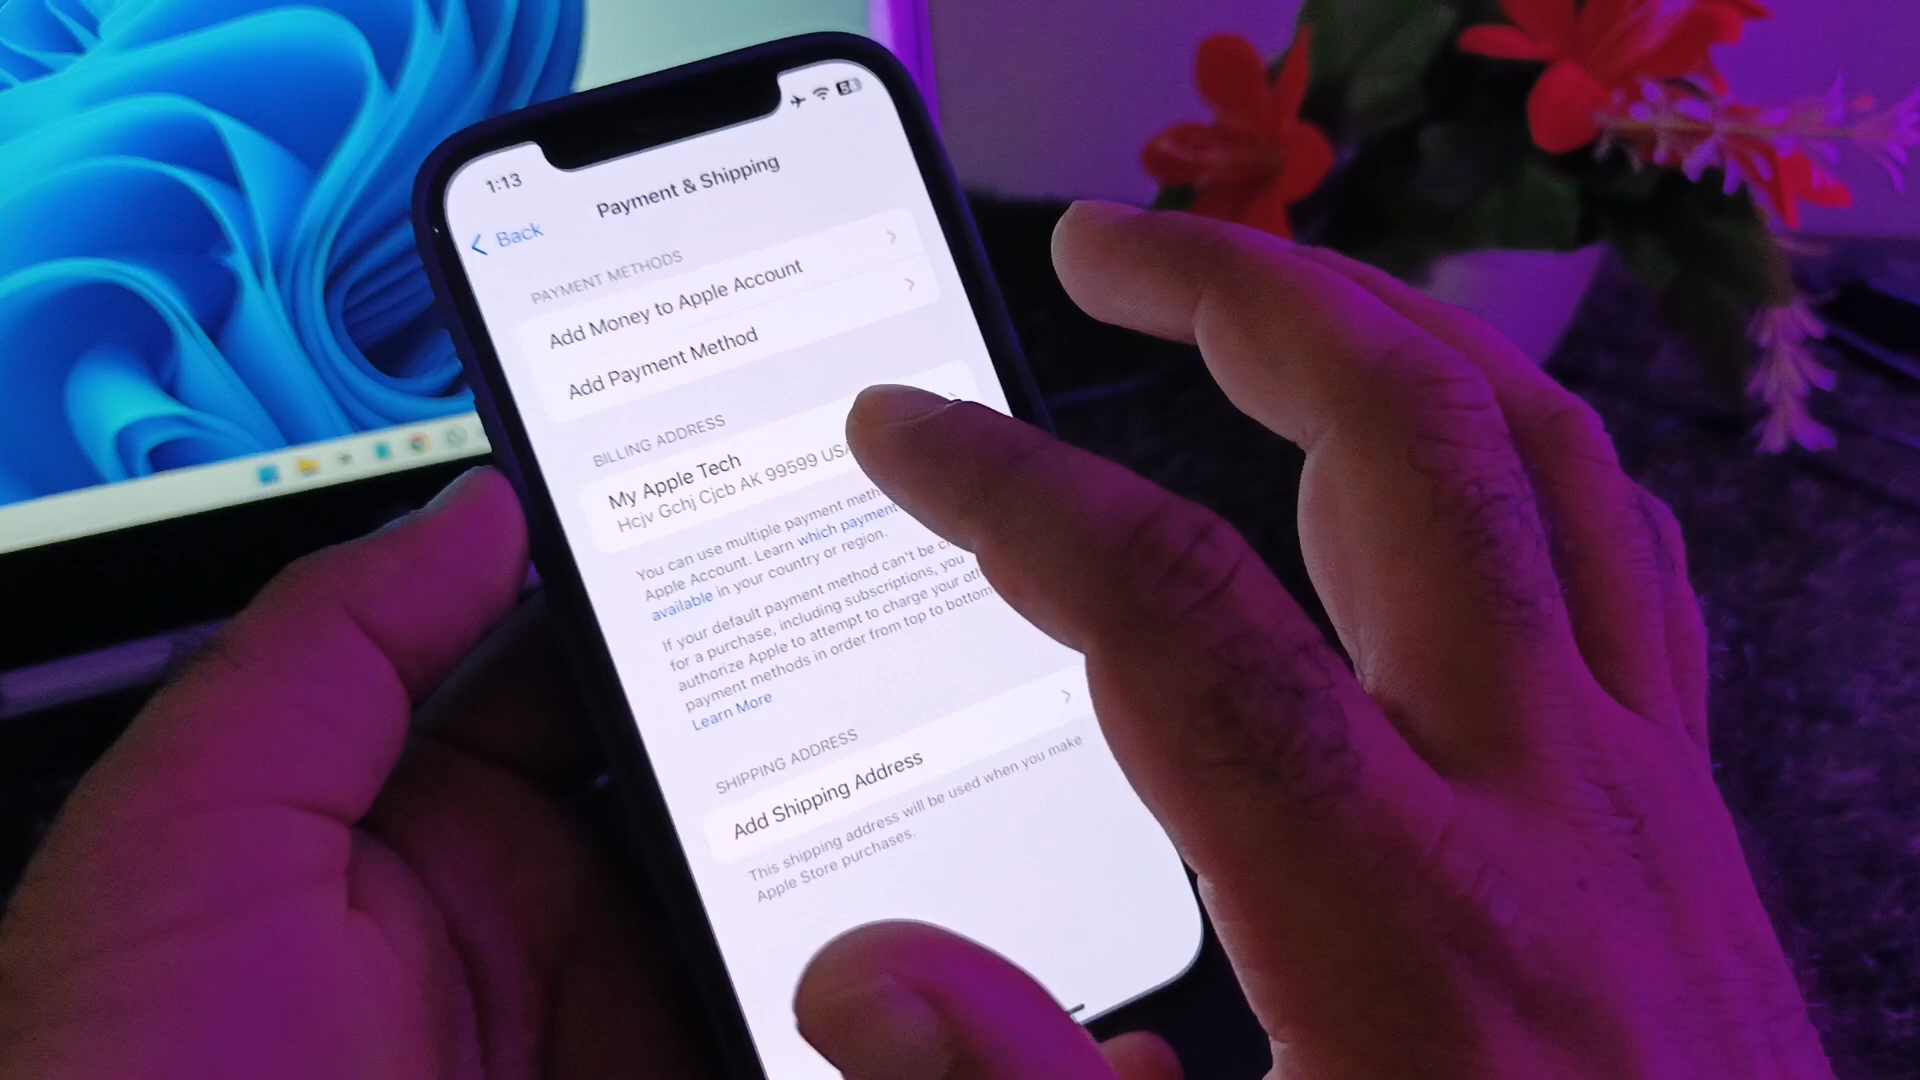 1:13
Back
Payment & Shipping
PAYMENT METHODS
Add Money to Apple Account
Add Payment Method
BILLING ADDRESS
My Apple Tech
Hcjv Gchj Cjcb AK 99599 USA
You can use multiple payment meth
Apple Account. Learn which payment
available in your country or region.
If your default payment method can't be c
for a purchase, including subscriptions, you
authorize Apple to attempt to charge your oth
payment methods in order from top to bottom
Learn More
SHIPPING ADDRESS
Add Shipping Address
This shipping address will be used when you make
Apple Store purchases.